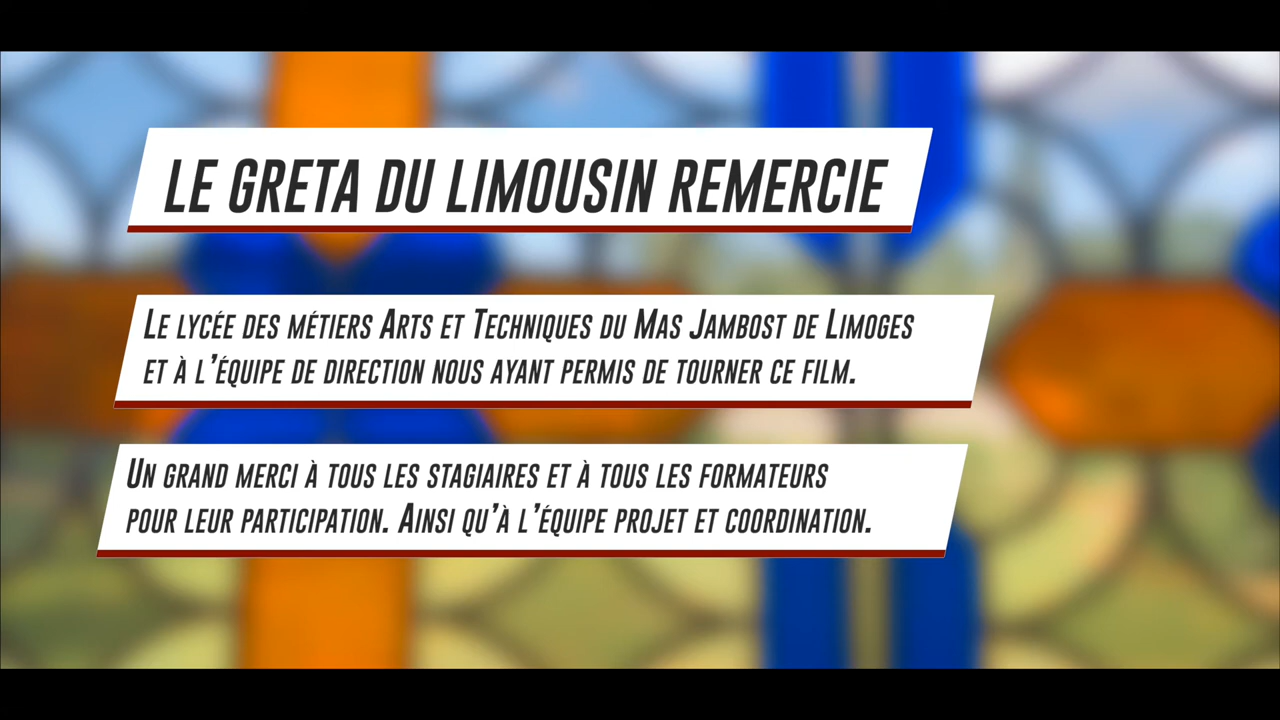 LE GRETA DU LIMOUSIN REMERCIE
LE LYCÉE DES MÉTIERS ARTS ET TECHNIQUES DU MAS JAMBOST DE LIMOGES
ET À L'ÉQUIPE DE DIRECTION NOUS AYANT PERMIS DE TOURNER CE FILM.
UN GRAND MERCI À TOUS LES STAGIAIRES ET À TOUS LES FORMATEURS
POUR LEUR PARTICIPATION. AINSI QU'À L'ÉQUIPE PROJET ET COORDINATION.